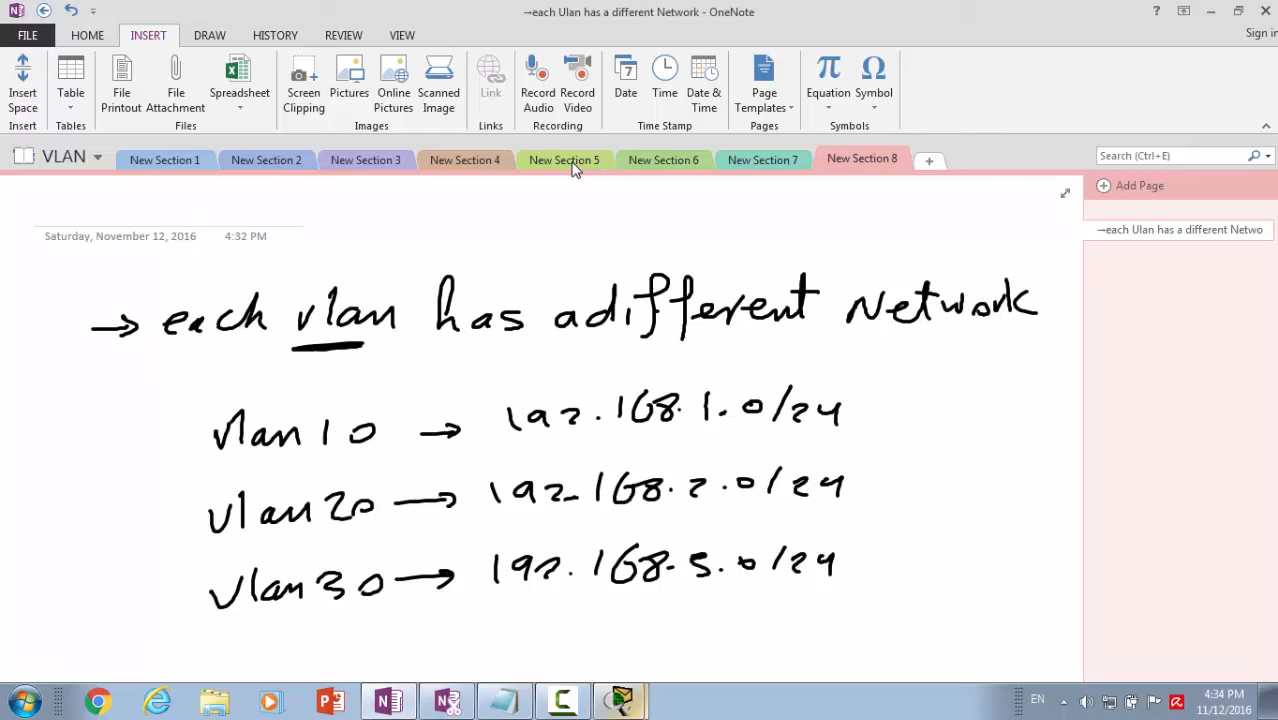 →each Ulan has a different Network - OneNote
?
FILE HOME INSERT DRAW HISTORY REVIEW VIEW
Sign in
Insert Space
Table
File Printout
File Attachment
Spreadsheet
Screen Clipping
Pictures
Online Pictures
Scanned Image
Link
Record Audio
Record Video
Date
Time
Date & Time
Page Templates
Equation
Symbol
Insert Tables Files Images Links Recording Time Stamp Pages Symbols
VLAN New Section 1 New Section 2 New Section 3 New Section 4 New Section 5 New Section 6 New Section 7 New Section 8 +
Search (Ctrl+E)
Add Page
→each Ulan has a different Netwo
Saturday, November 12, 2016 4:32 PM
→ each vlan has a different Network
vlan 10 → 192.168.1.0/24
vlan 20 → 192.168.2.0/24
vlan 30 → 192.168.3.0/24
EN
4:34 PM
11/12/2016